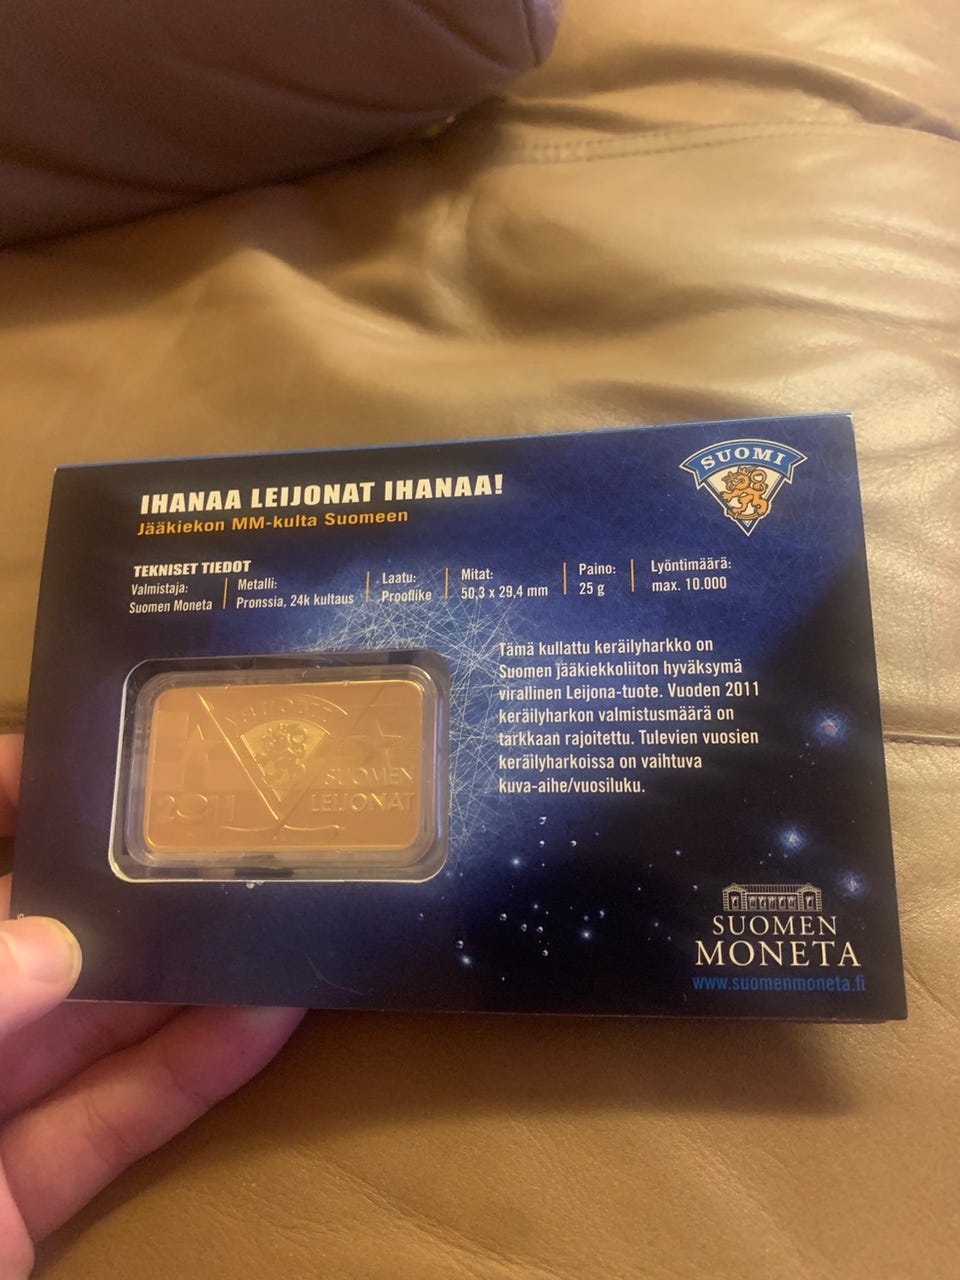 SUOMI
IHANAA LEIJONAT IHANAA!
Jääkiekon MM-kulta Suomeen
TEKNISET TIEDOT
Valmistaja:
Suomen Moneta
Metalli:
Pronssia, 24k kultaus
Laatu:
Prooflike
Mitat:
50,3 x 29,4 mm
Paino:
25 g
Lyöntimäärä:
max. 10.000
Tämä kullattu keräilyharkko on
Suomen jääkiekkoliiton hyväksymä
virallinen Leijona-tuote. Vuoden 2011
keräilyharkon valmistusmäärä on
tarkkaan rajoitettu. Tulevien vuosien
keräilyharkoissa on vaihtuva
kuva-aihe/vuosiluku.
SUOMEN
2011 LEIJONAT
SUOMEN
MONETA
www.suomenmoneta.fi